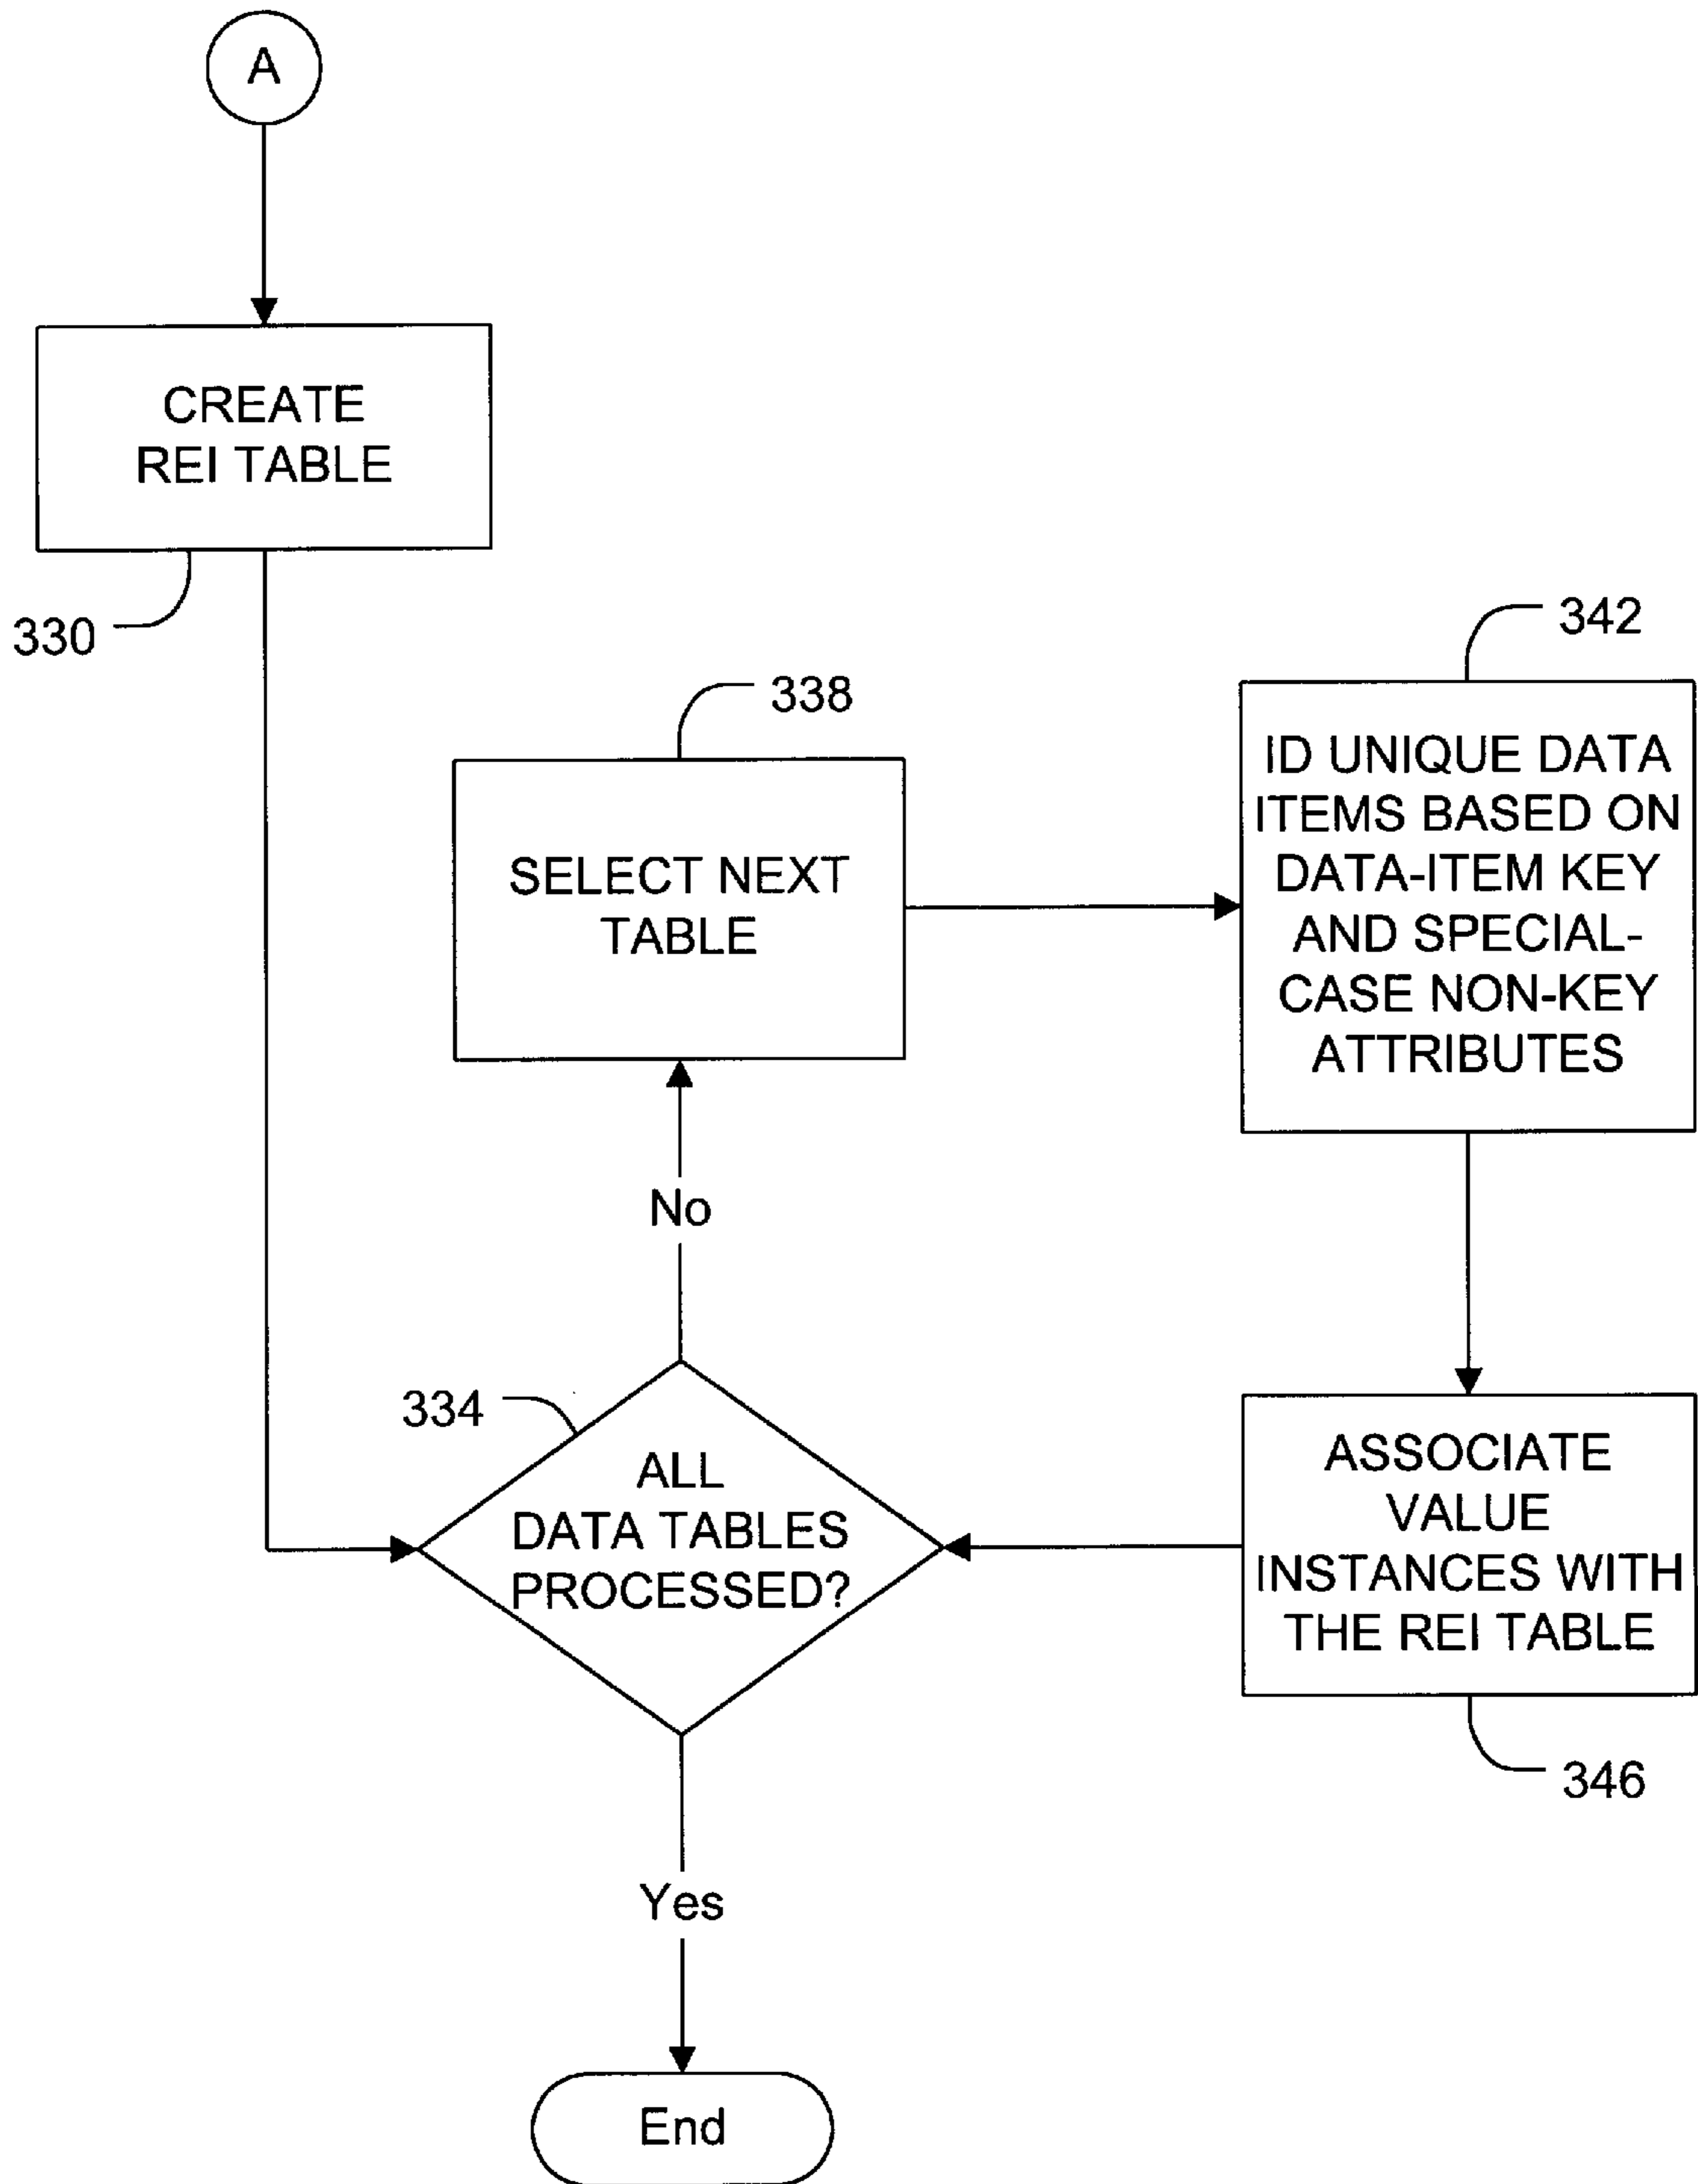 A
CREATE
REI TABLE
330
342
338
ID UNIQUE DATA
ITEMS BASED ON
DATA-ITEM KEY
AND SPECIAL-
CASE NON-KEY
ATTRIBUTES
SELECT NEXT
TABLE
No
334
ALL
DATA TABLES
PROCESSED?
ASSOCIATE
VALUE
INSTANCES WITH
THE REI TABLE
346
Yes
End